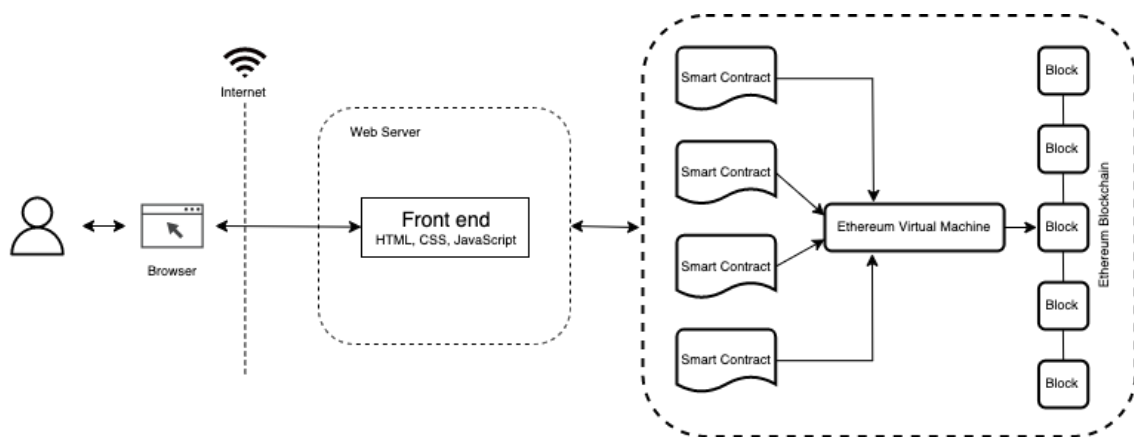 Internet
Browser
Web Server
Front end
HTML, CSS, JavaScript
Smart Contract
Smart Contract
Smart Contract
Smart Contract
Ethereum Virtual Machine
Block
Block
Block
Block
Block
Ethereum Blockchain